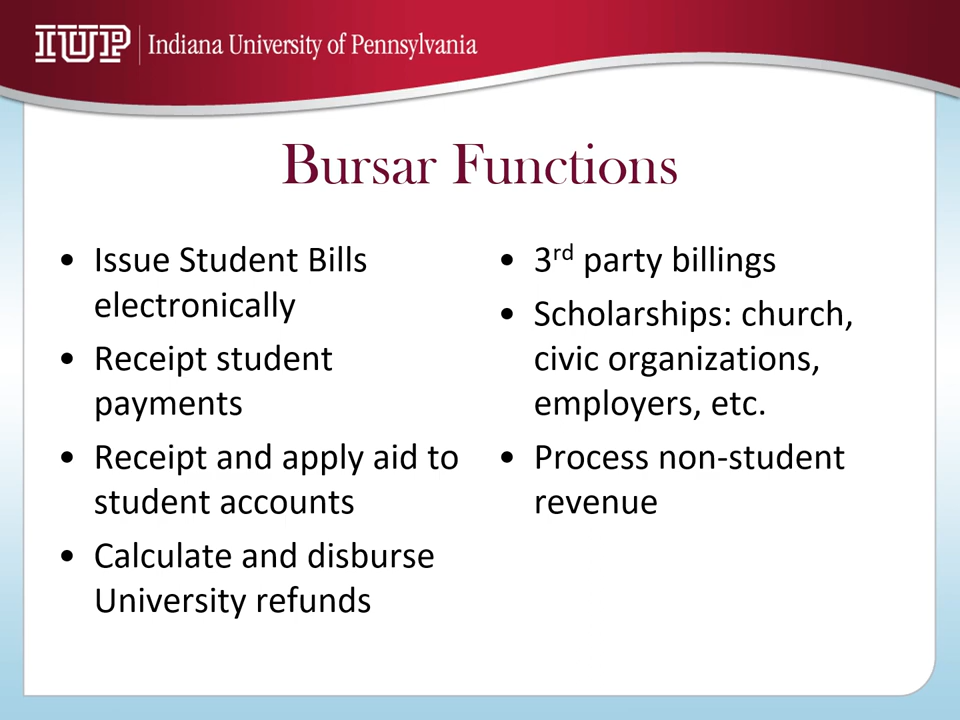 IUP Indiana University of Pennsylvania
Bursar Functions
• Issue Student Bills
electronically
• Receipt student
payments
• Receipt and apply aid to
student accounts
• Calculate and disburse
University refunds
• 3rd party billings
• Scholarships: church,
civic organizations,
employers, etc.
• Process non-student
revenue